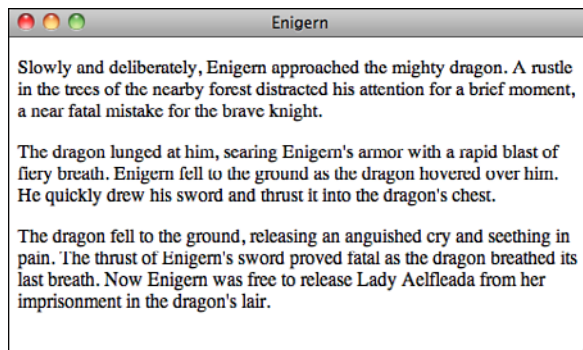 Enigern
Slowly and deliberately, Enigern approached the mighty dragon. A rustle
in the trees of the nearby forest distracted his attention for a brief moment,
a near fatal mistake for the brave knight.
The dragon lunged at him, searing Enigern's armor with a rapid blast of
fiery breath. Enigern fell to the ground as the dragon hovered over him.
He quickly drew his sword and thrust it into the dragon's chest.
The dragon fell to the ground, releasing an anguished cry and seething in
pain. The thrust of Enigern's sword proved fatal as the dragon breathed its
last breath. Now Enigern was free to release Lady Aelfleada from her
imprisonment in the dragon's lair.